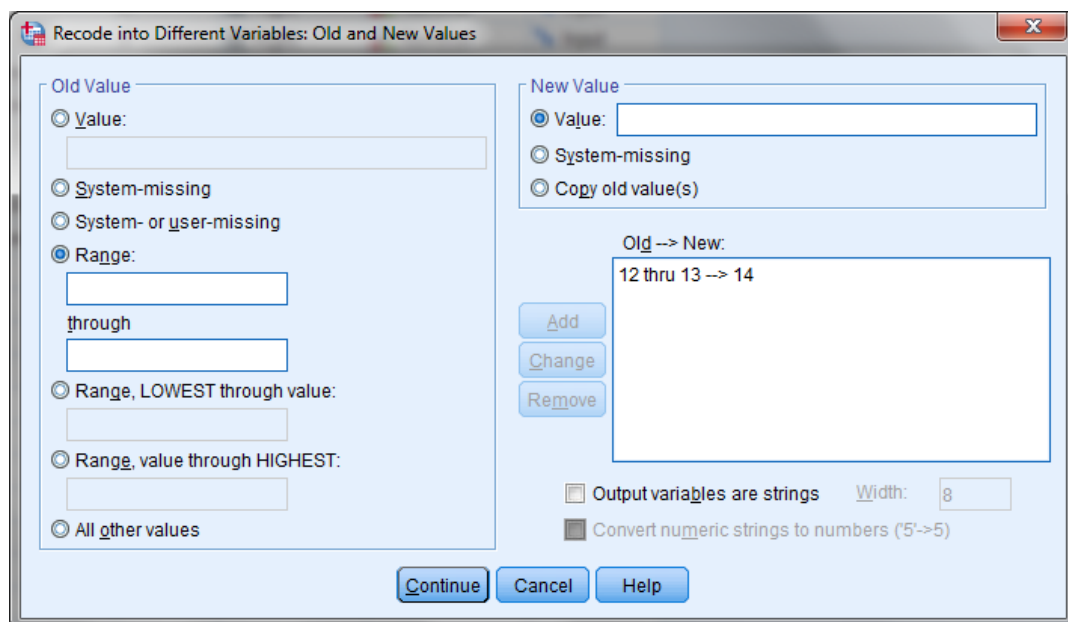 Recode into Different Variables: Old and New Values
Old Value
Value:
System-missing
System- or user-missing
Range:
through
Range, LOWEST through value:
Range, value through HIGHEST:
All other values
New Value
Value:
System-missing
Copy old value(s)
Old --> New:
12 thru 13 --> 14
Add
Change
Remove
Output variables are strings Width: 8
Convert numeric strings to numbers ('5'->5)
Continue Cancel Help